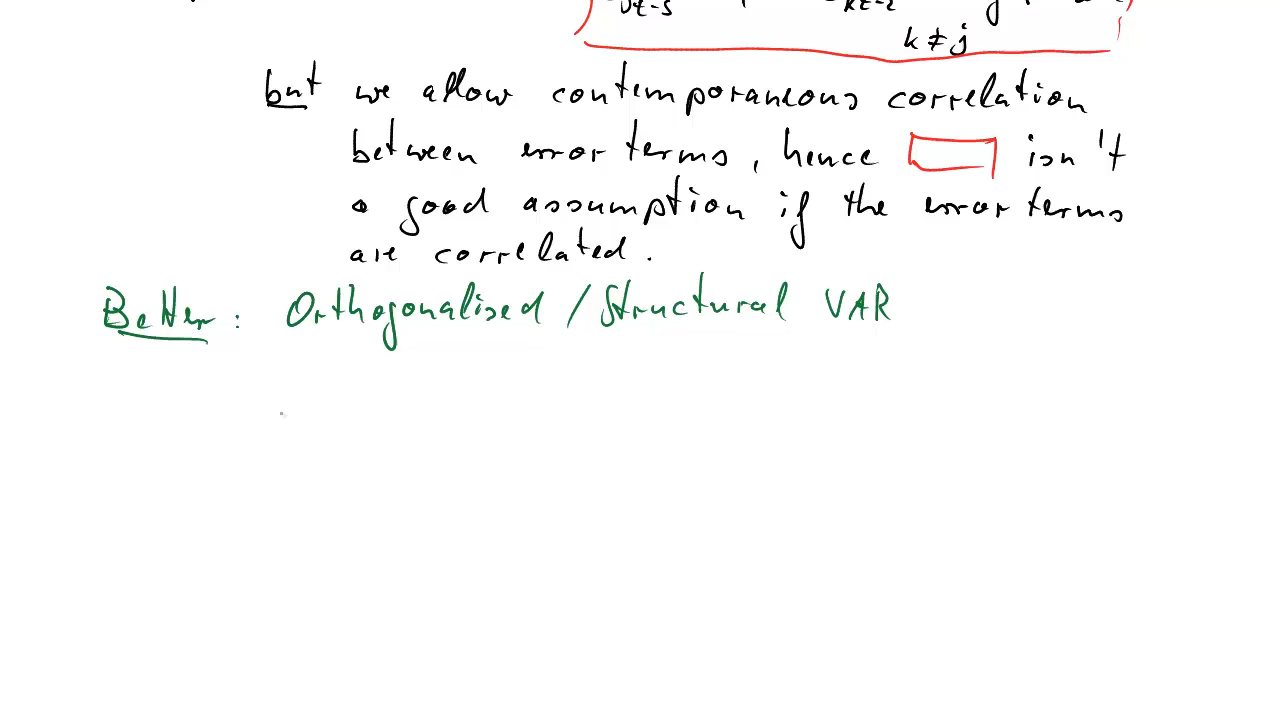 k ≠ j
but we allow contemporaneous correlation
between error terms, hence isn't
a good assumption if the error terms
are correlated.
Better: Orthogonalised / Structural VAR